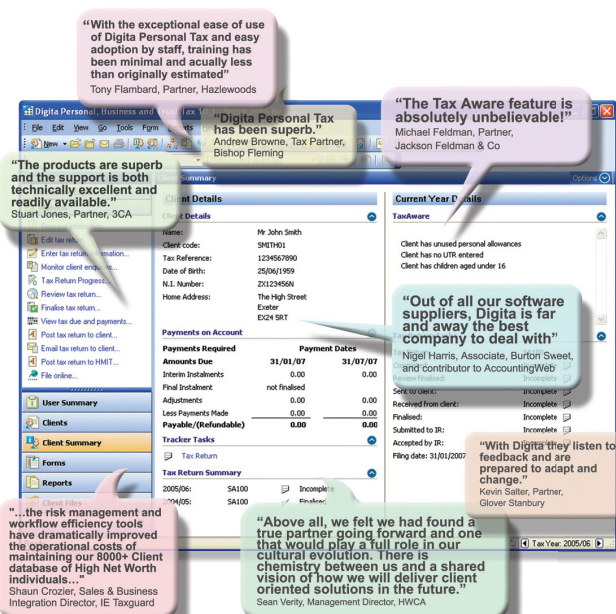 “With the exceptional ease of use
of Digita Personal Tax and easy
adoption by staff, training has
been minimal and acually less
than originally estimated”
Tony Flambard, Partner, Hazlewoods
Digita Personal, Business and Trust Tax
File Edit View Go Tools Form
New
“Digita Personal Tax
has been superb.”
Andrew Browne, Tax Partner,
Bishop Fleming
“The Tax Aware feature is
absolutely unbelievable!”
Michael Feldman, Partner,
Jackson Feldman & Co
“The products are superb
and the support is both
technically excellent and
readily available.”
Stuart Jones, Partner, 3CA
Client Summary
Options
Edit tax return
Enter tax return information...
Monitor client enquiries...
Tax Return Progress...
Review tax return...
Finalise tax return...
View tax due and payments...
Post tax return to client...
Email tax return to client...
Post tax return to HMIT...
File online...
User Summary
Clients
Client Summary
Forms
Reports
Client Files
Client Details
Client Details
Name: Mr John Smith
Client code: SMITH01
Tax Reference: 1234567890
Date of Birth: 25/06/1959
N.I. Number: ZX123456N
Home Address: The High Street
Exeter
EX24 5RT
Payments on Account
Payments Required Payment Dates
Amounts Due 31/01/07 31/07/07
Interim Instalments 0.00 0.00
Final Instalment not finalised
Adjustments 0.00 0.00
Less Payments Made 0.00 0.00
Payable/(Refundable) 0.00 0.00
Tracker Tasks
Tax Return
Tax Return Summary
2005/06: SA100 Incomplete
2004/05: SA100 Finalised
Current Year Details
TaxAware
Client has unused personal allowances
Client has no UTR entered
Client has children aged under 16
“Out of all our software
suppliers, Digita is far
and away the best
company to deal with”
Nigel Harris, Associate, Burton Sweet,
and contributor to AccountingWeb
Review finalised: Incomplete
Sent to client: Incomplete
Received from client: Incomplete
Finalised: Incomplete
Submitted to IR: Incomplete
Accepted by IR: Incomplete
Filing date: 31/01/2007
“With Digita they listen to
feedback and are
prepared to adapt and
change.”
Kevin Salter, Partner,
Glover Stanbury
"...the risk management and
workflow efficiency tools
have dramatically improved
the operational costs of
maintaining our 8000+ Client
database of High Net Worth
individuals..."
Shaun Crozier, Sales & Business
Integration Director, IE Taxguard
“Above all, we felt we had found a
true partner going forward and one
that would play a full role in our
cultural evolution. There is
chemistry between us and a shared
vision of how we will deliver client
oriented solutions in the future.”
Sean Verity, Management Director, HWCA
Tax Year: 2005/06